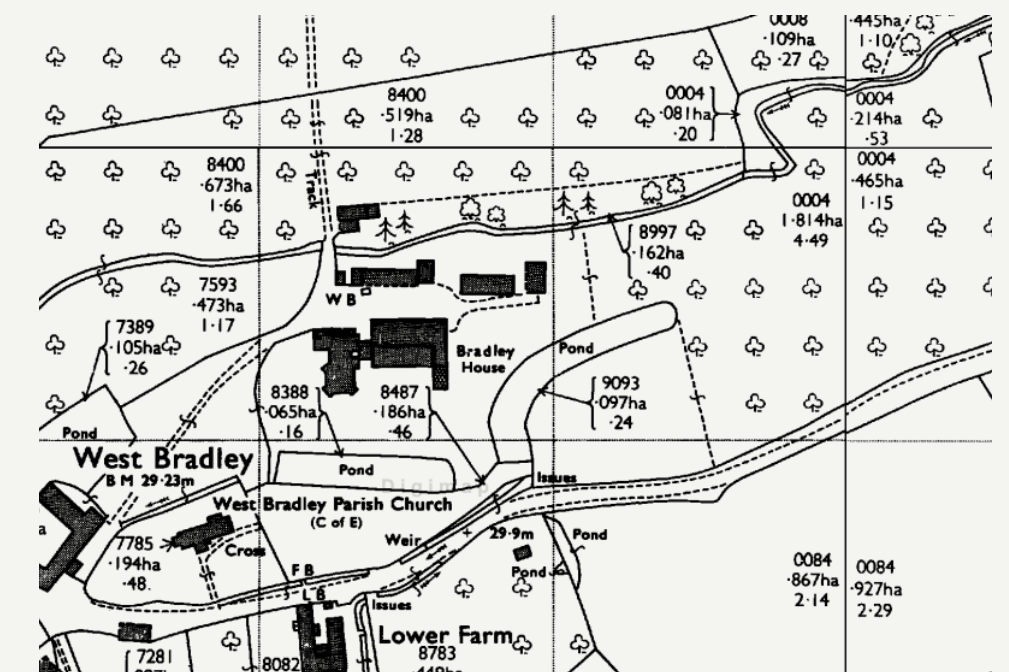 0008
·109ha
·27
·445ha
1·10
8400
·519ha
1·28
0004
·081ha
·20
0004
·214ha
·53
8400
·673ha
1·66
Track
0004
·465ha
1·15
0004
1·814ha
4·49
8997
·162ha
·40
7593
·473ha
1·17
W B
7389
·105ha
·26
Bradley
House
Pond
8388
·065ha
·16
8487
·186ha
·46
9093
·097ha
·24
Pond
West Bradley
B M 29·23m
Pond
Issues
Digimap
West Bradley Parish Church
(C of E)
7785
·194ha
·48
Cross
Weir
29·9m
Pond
Pond
F B
L B
Issues
0084
·867ha
2·14
0084
·927ha
2·29
Lower Farm
7281
8082
8783